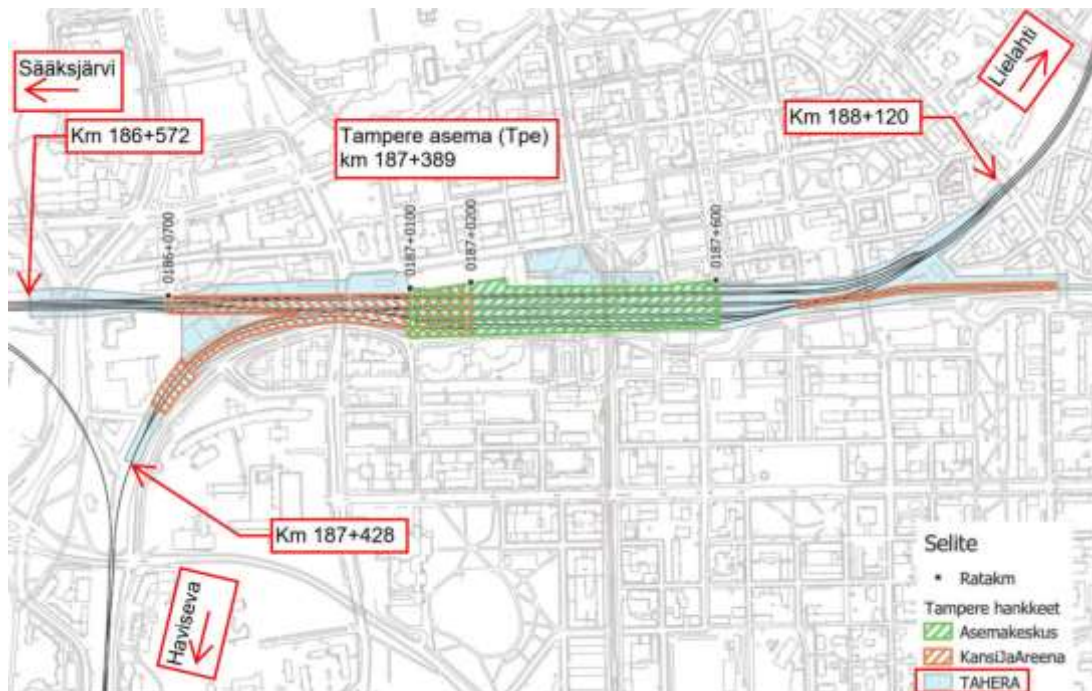 Sääksjärvi
Km 186+572
Tampere asema (Tpe)
km 187+389
Km 188+120
Lielahti
0186+0700
0187+0100
0187+0200
0187+600
Km 187+428
Haviseva
Selite
Ratakm
Tampere hankkeet
Asemakeskus
KansiJaAreena
TAHERA